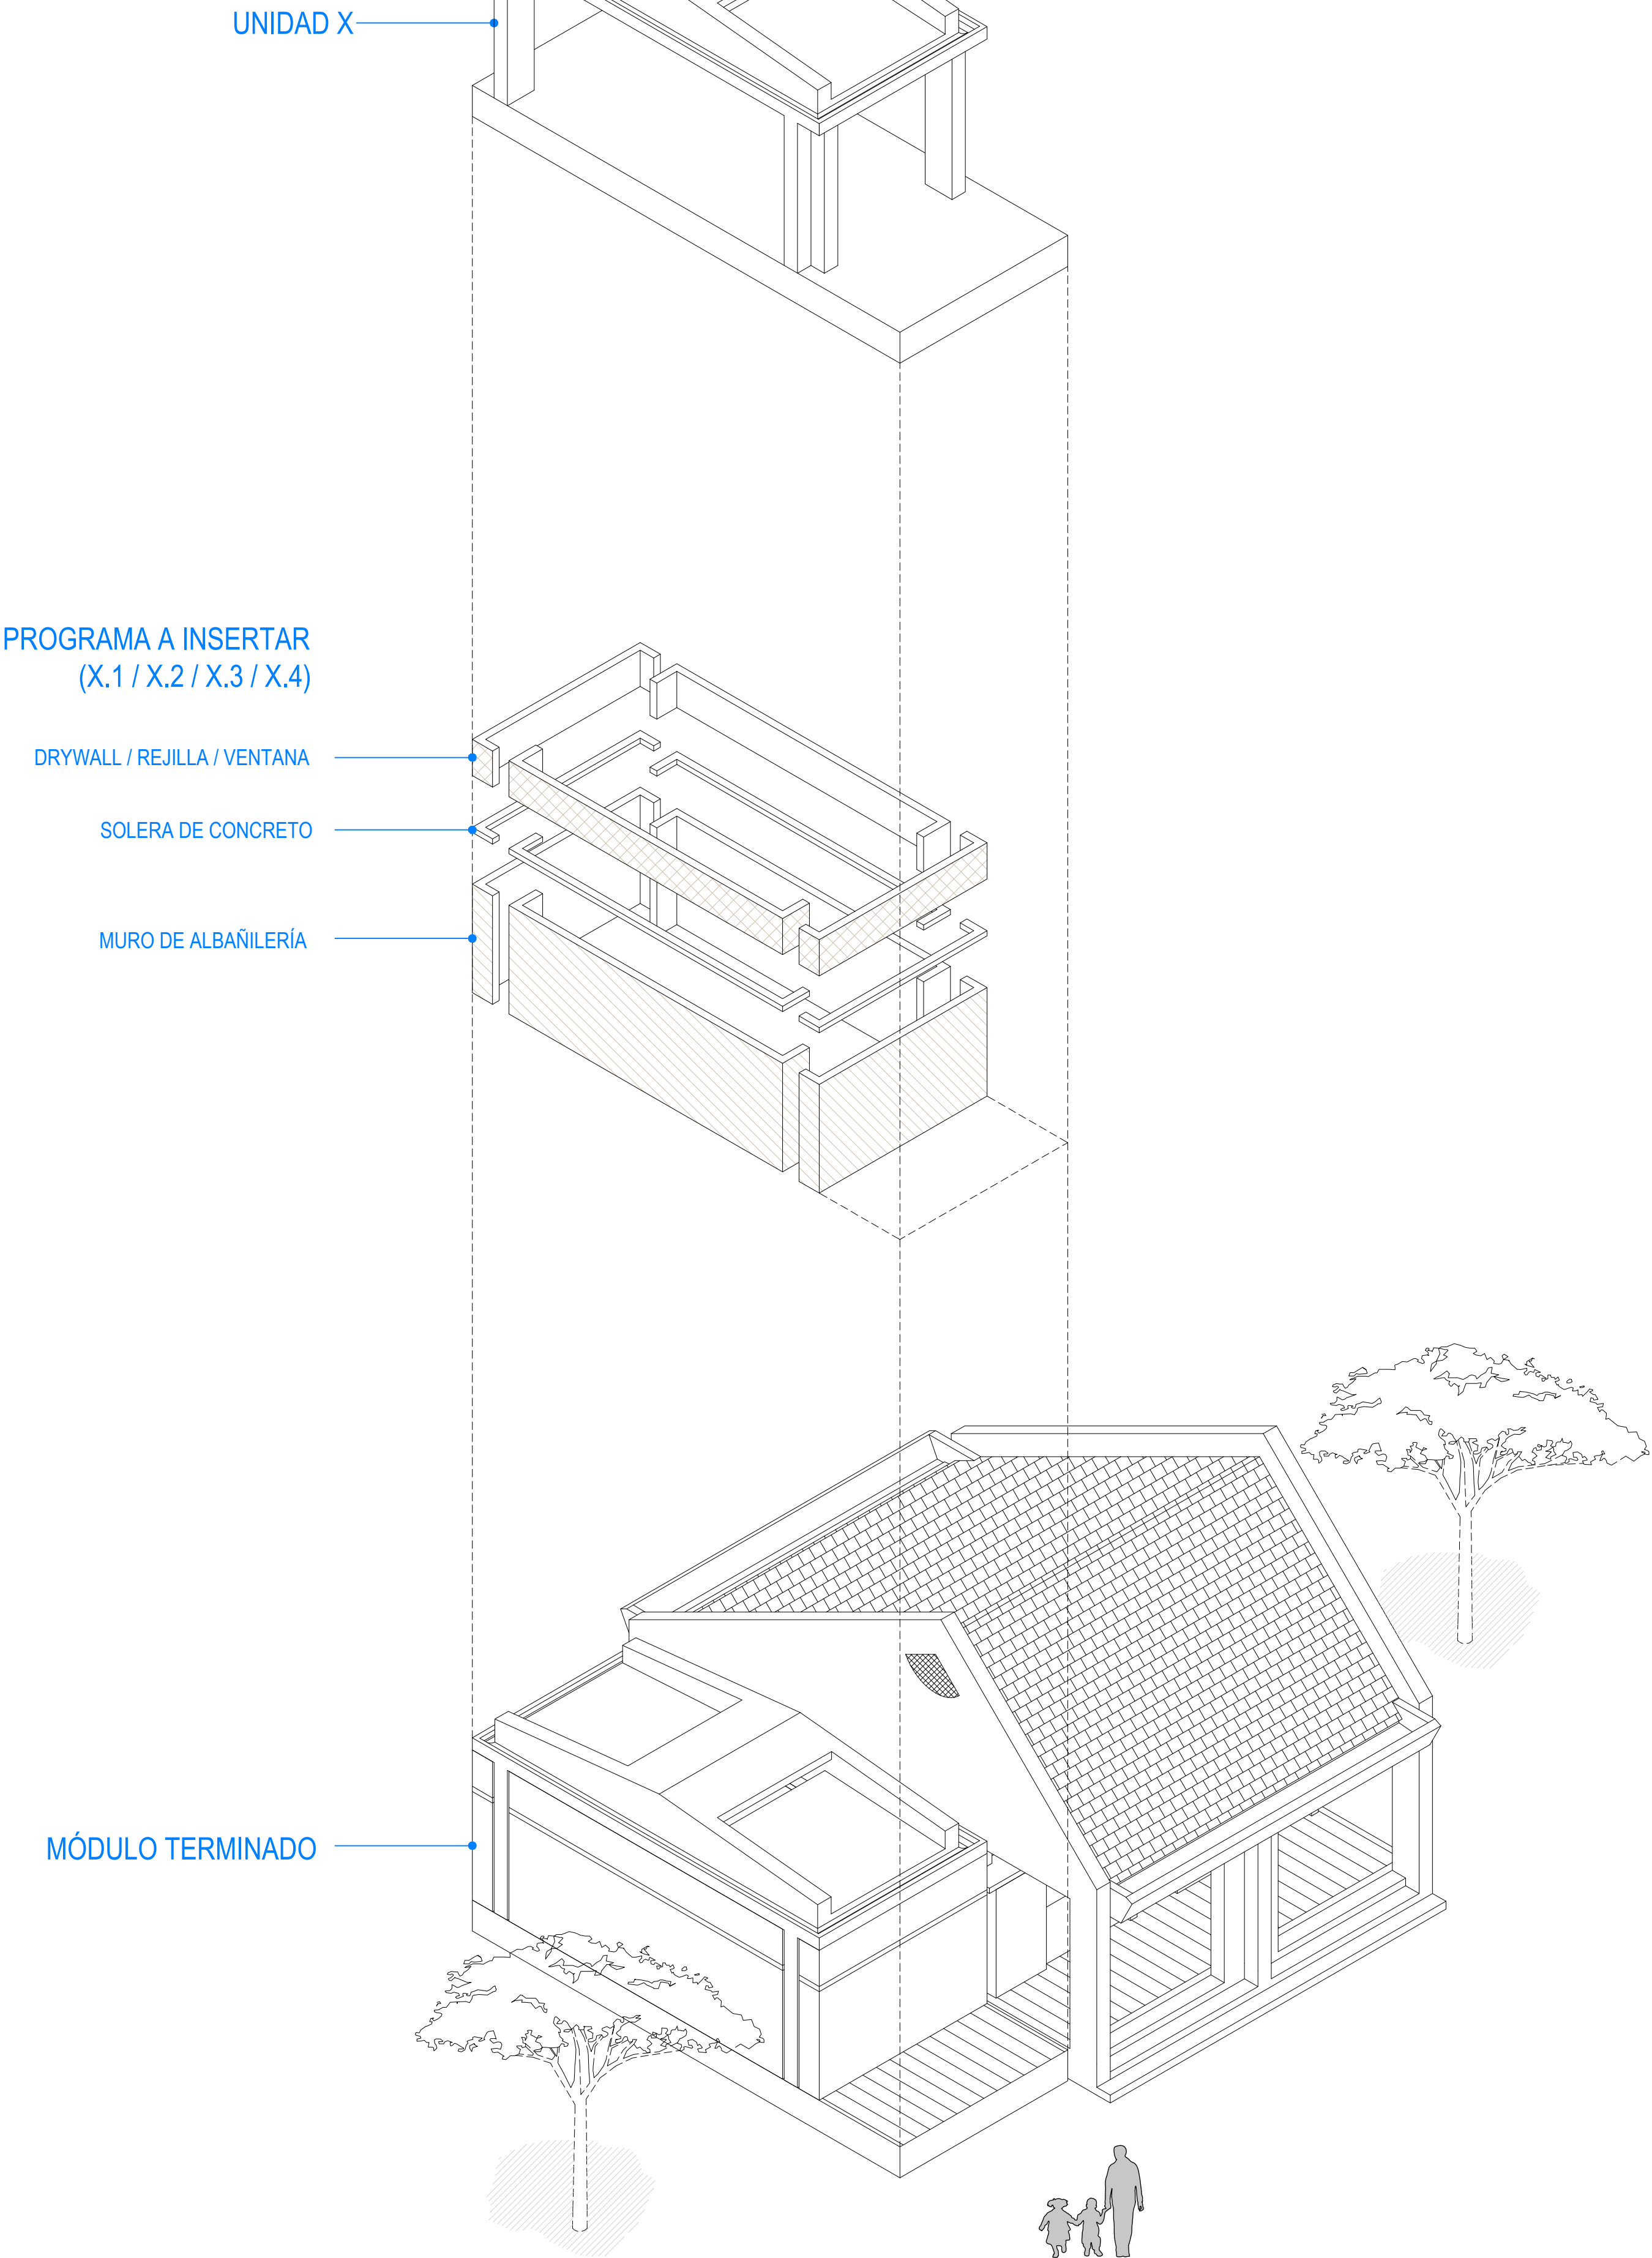 UNIDAD X
PROGRAMA A INSERTAR
(X.1 / X.2 / X.3 / X.4)
DRYWALL / REJILLA / VENTANA
SOLERA DE CONCRETO
MURO DE ALBAÑILERÍA
MÓDULO TERMINADO